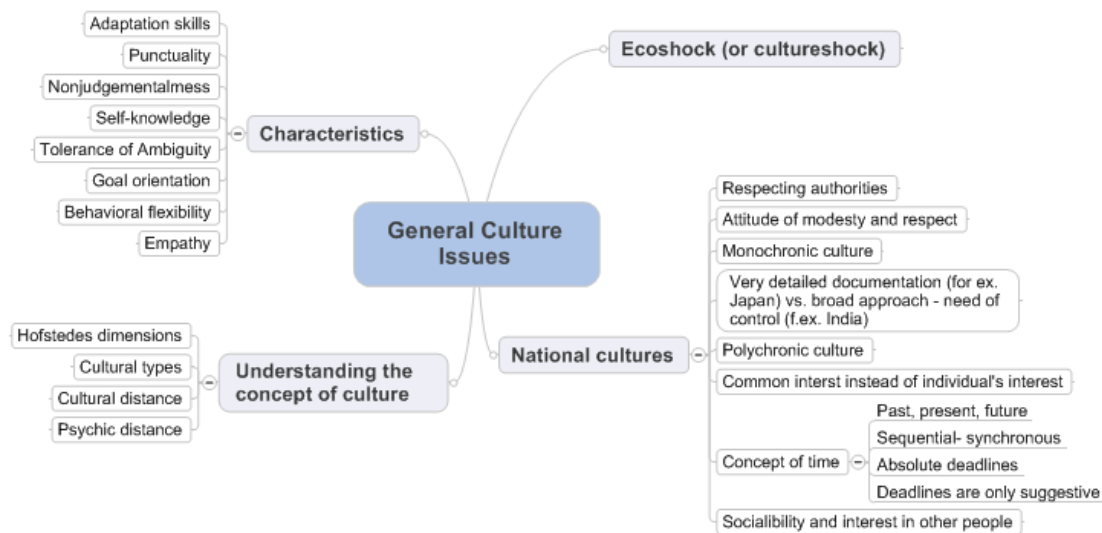 General Culture
Issues
Characteristics
Adaptation skills
Punctuality
Nonjudgementalness
Self-knowledge
Tolerance of Ambiguity
Goal orientation
Behavioral flexibility
Empathy
Understanding the
concept of culture
Hofstedes dimensions
Cultural types
Cultural distance
Psychic distance
Ecoshock (or cultureshock)
National cultures
Respecting authorities
Attitude of modesty and respect
Monochronic culture
Very detailed documentation (for ex.
Japan) vs. broad approach - need of
control (f.ex. India)
Polychronic culture
Common interst instead of individual's interest
Concept of time
Past, present, future
Sequential- synchronous
Absolute deadlines
Deadlines are only suggestive
Socialibility and interest in other people